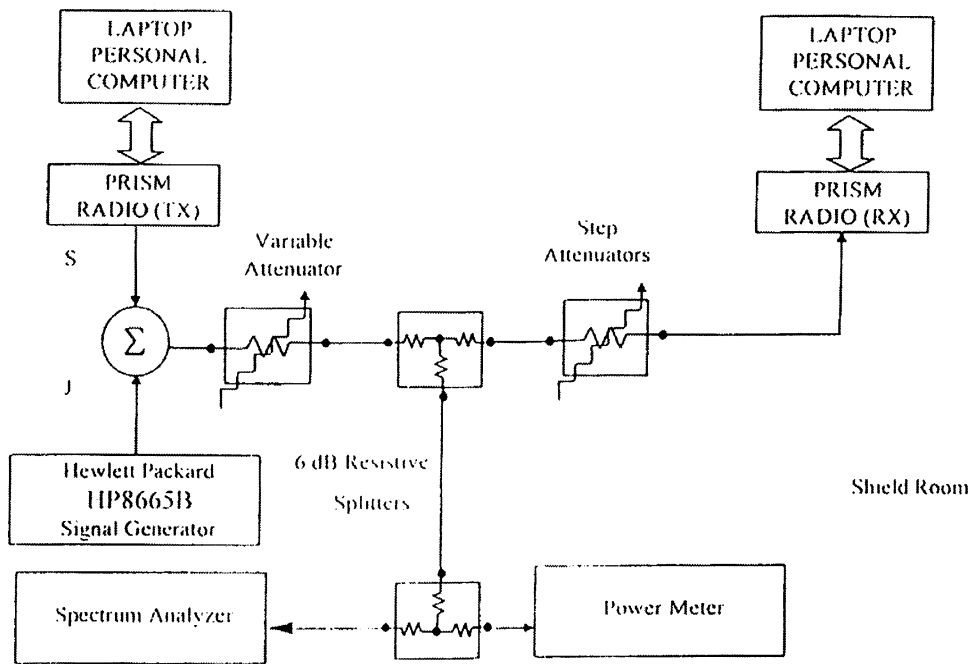 LAPTOP
PERSONAL
COMPUTER
LAPTOP
PERSONAL
COMPUTER
PRISM
RADIO (TX)
PRISM
RADIO (RX)
S
Variable
Attenuator
Step
Attenuators
Σ
J
Hewlett Packard
HP8665B
Signal Generator
6 dB Resistive
Splitters
Shield Room
Spectrum Analyzer
Power Meter